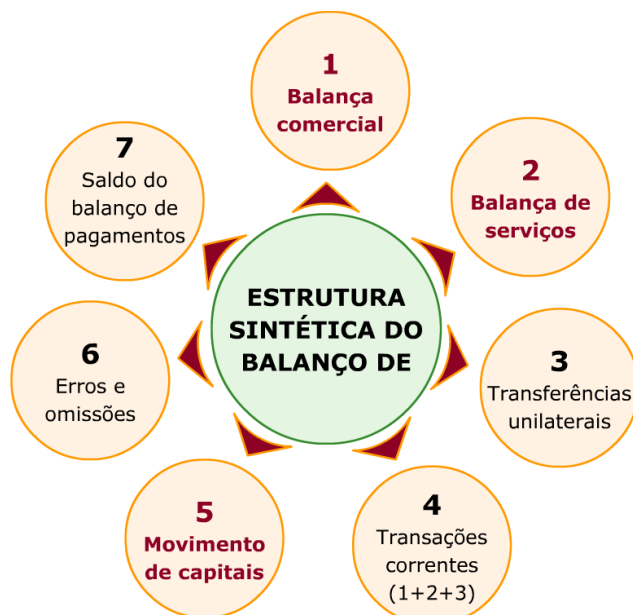 1
Balança
comercial
2
Balança de
serviços
3
Transferências
unilaterais
4
Transações
correntes
(1+2+3)
5
Movimento
de capitais
6
Erros e
omissões
7
Saldo do
balanço de
pagamentos
ESTRUTURA
SINTÉTICA DO
BALANÇO DE